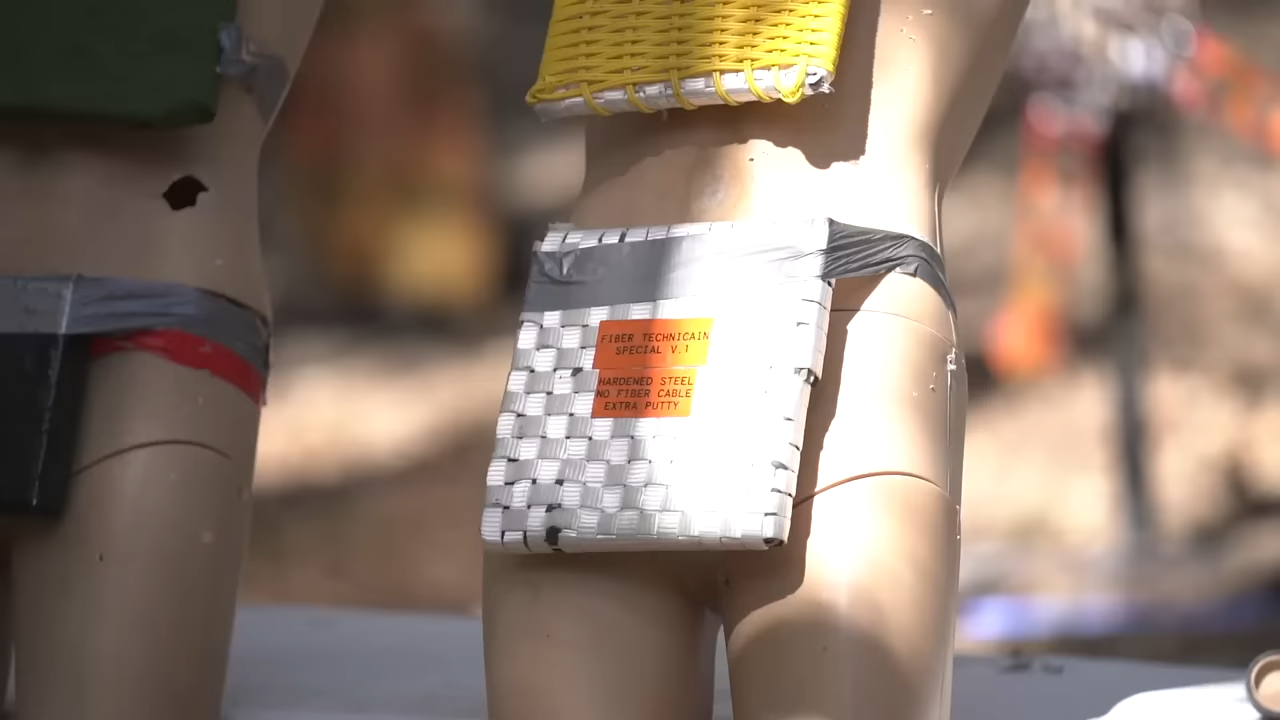 FIBER TECHNICAIN
SPECIAL V.1
HARDENED STEEL
NO FIBER CABLE
EXTRA PUTTY